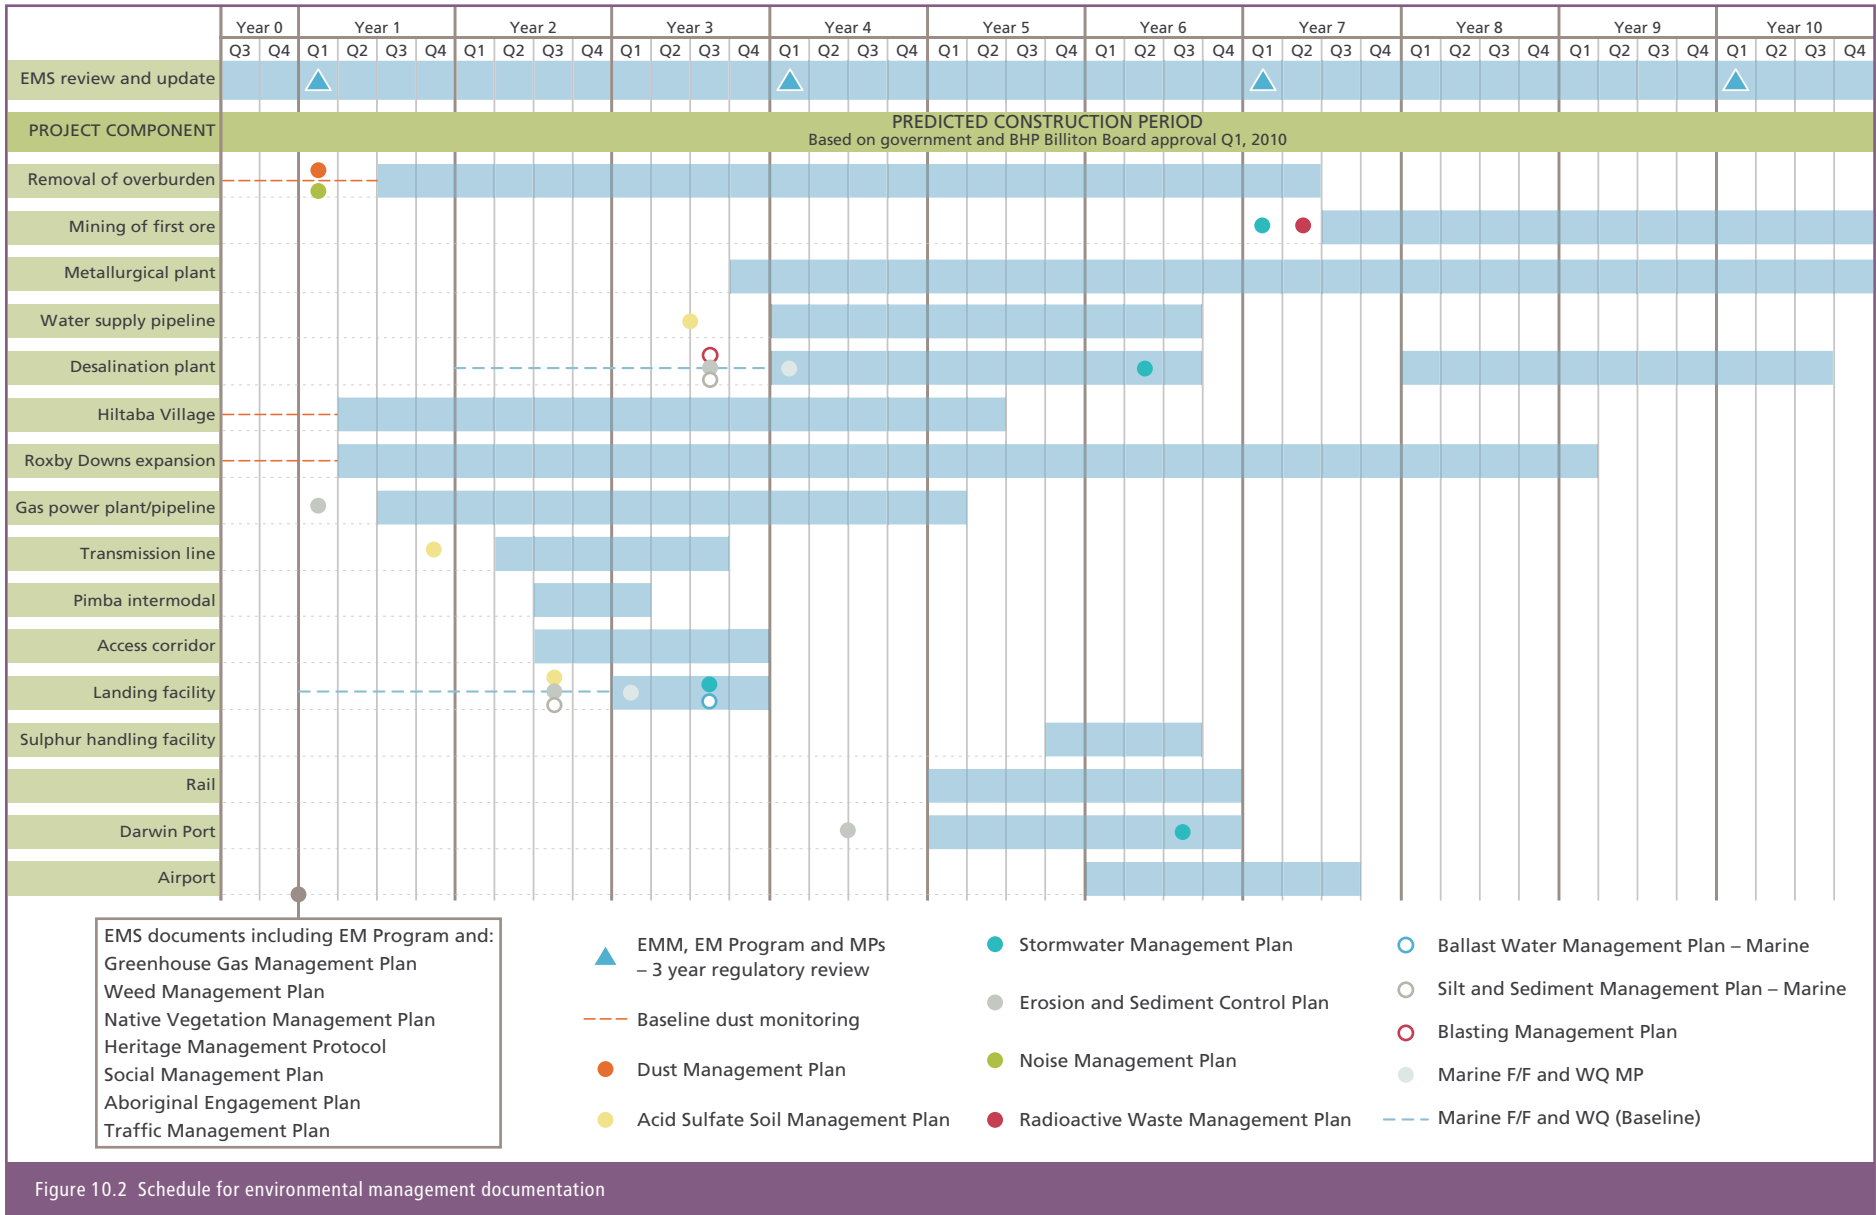 Year 0 Year 1 Year 2 Year 3 Year 4 Year 5 Year 6 Year 7 Year 8 Year 9 Year 10
Q3 Q4 Q1 Q2 Q3 Q4 Q1 Q2 Q3 Q4 Q1 Q2 Q3 Q4 Q1 Q2 Q3 Q4 Q1 Q2 Q3 Q4 Q1 Q2 Q3 Q4 Q1 Q2 Q3 Q4 Q1 Q2 Q3 Q4 Q1 Q2 Q3 Q4 Q1 Q2 Q3 Q4
EMS review and update
PROJECT COMPONENT
PREDICTED CONSTRUCTION PERIOD
Based on government and BHP Billiton Board approval Q1, 2010
Removal of overburden
Mining of first ore
Metallurgical plant
Water supply pipeline
Desalination plant
Hiltaba Village
Roxby Downs expansion
Gas power plant/pipeline
Transmission line
Pimba intermodal
Access corridor
Landing facility
Sulphur handling facility
Rail
Darwin Port
Airport
EMS documents including EM Program and:
Greenhouse Gas Management Plan
Weed Management Plan
Native Vegetation Management Plan
Heritage Management Protocol
Social Management Plan
Aboriginal Engagement Plan
Traffic Management Plan
EMM, EM Program and MPs
– 3 year regulatory review
Baseline dust monitoring
Dust Management Plan
Acid Sulfate Soil Management Plan
Stormwater Management Plan
Erosion and Sediment Control Plan
Noise Management Plan
Radioactive Waste Management Plan
Ballast Water Management Plan – Marine
Silt and Sediment Management Plan – Marine
Blasting Management Plan
Marine F/F and WQ MP
Marine F/F and WQ (Baseline)
Figure 10.2 Schedule for environmental management documentation